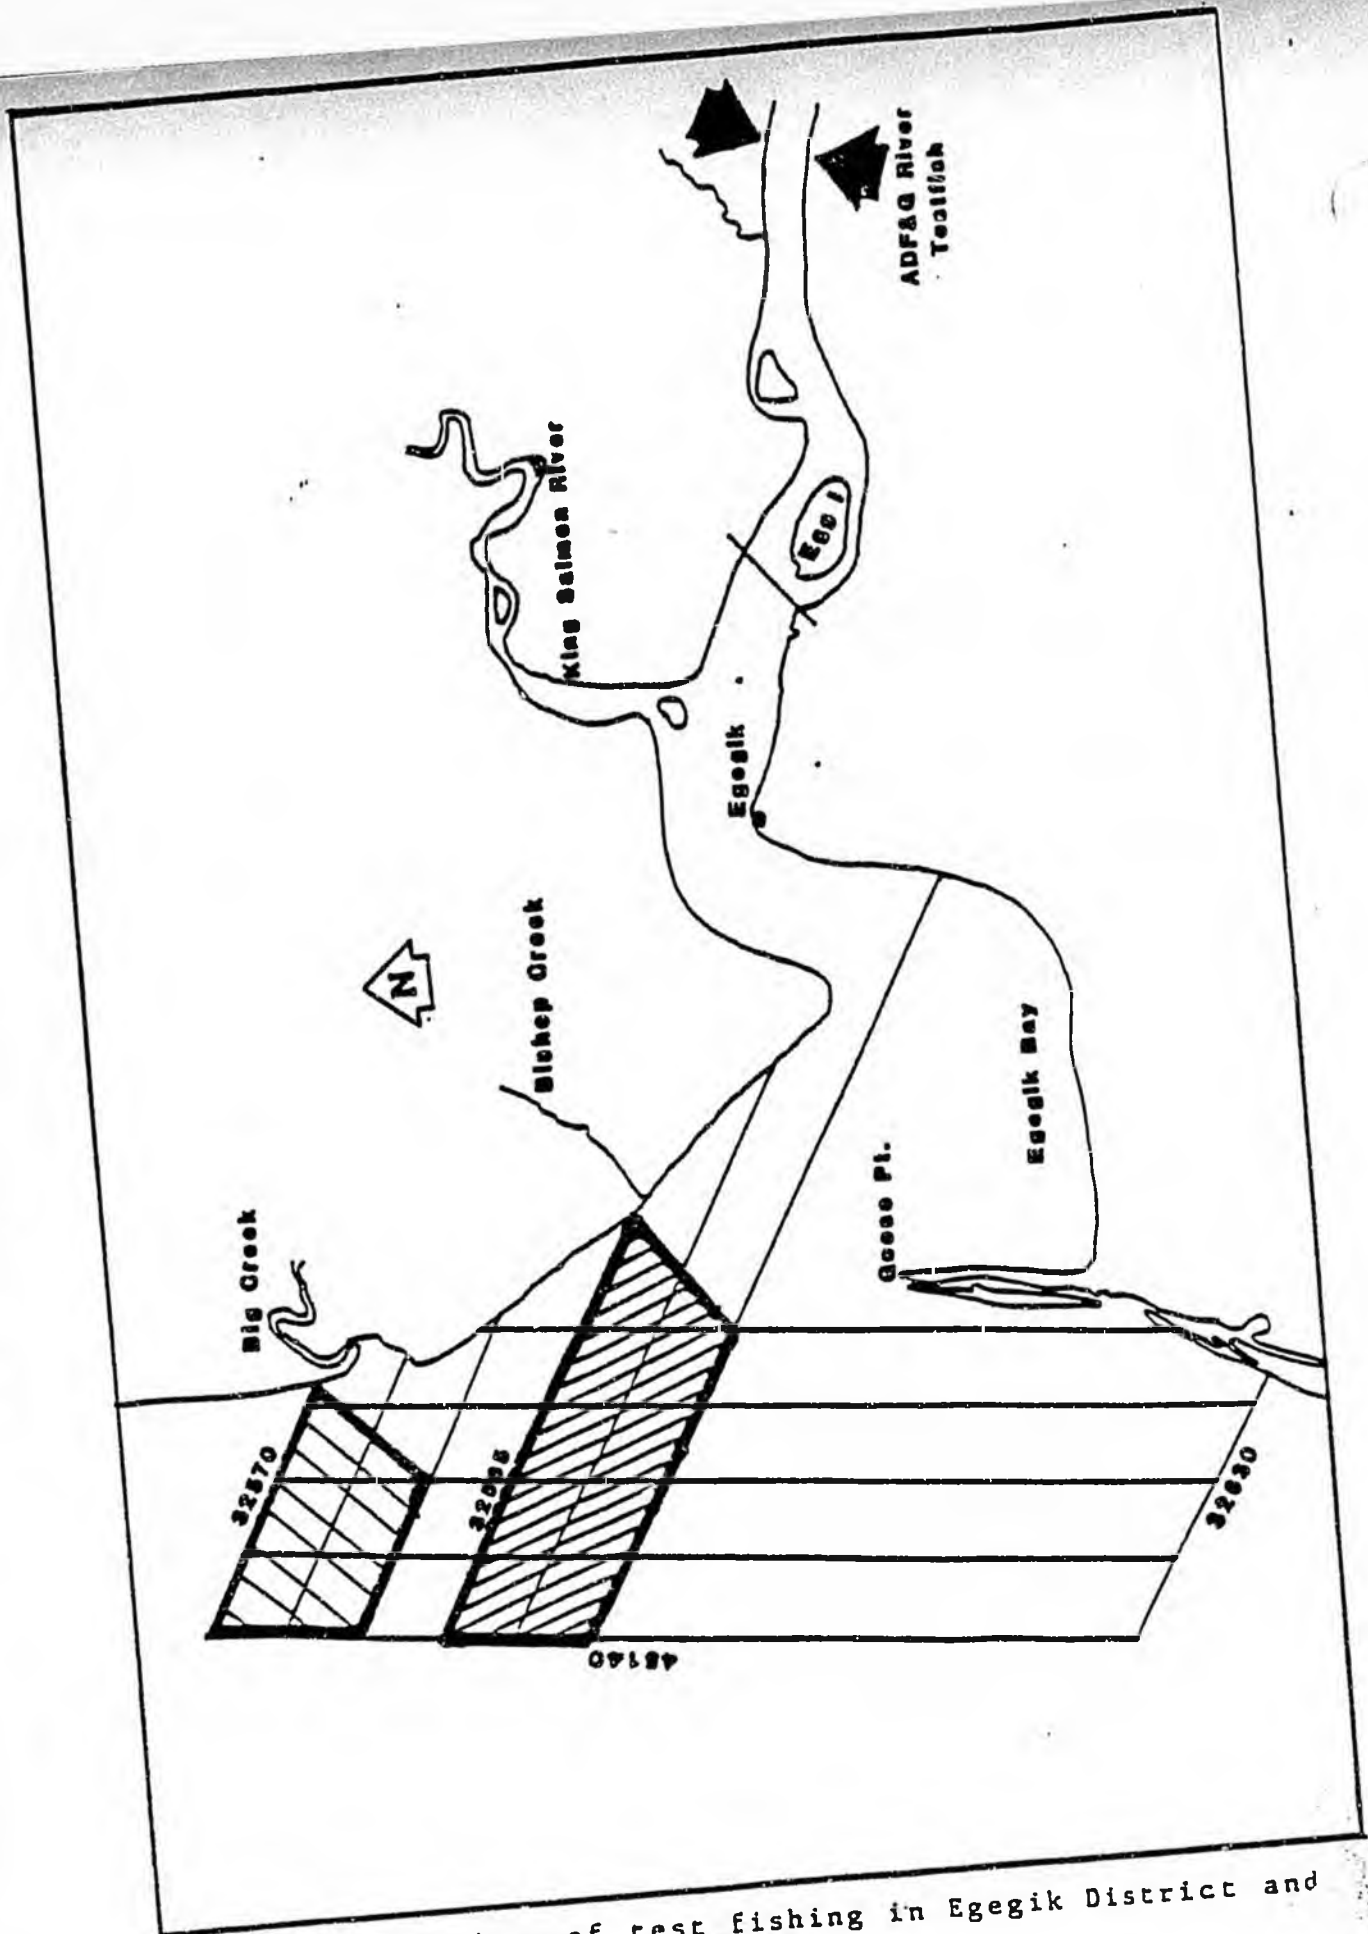 ADF&G River
Testfish
King Salmon River
Egg I
Egegik
N
Bishop Creek
Egegik Bay
Big Creek
Goose Pt.
32570
32630
45140
of test fishing in Egegik District and